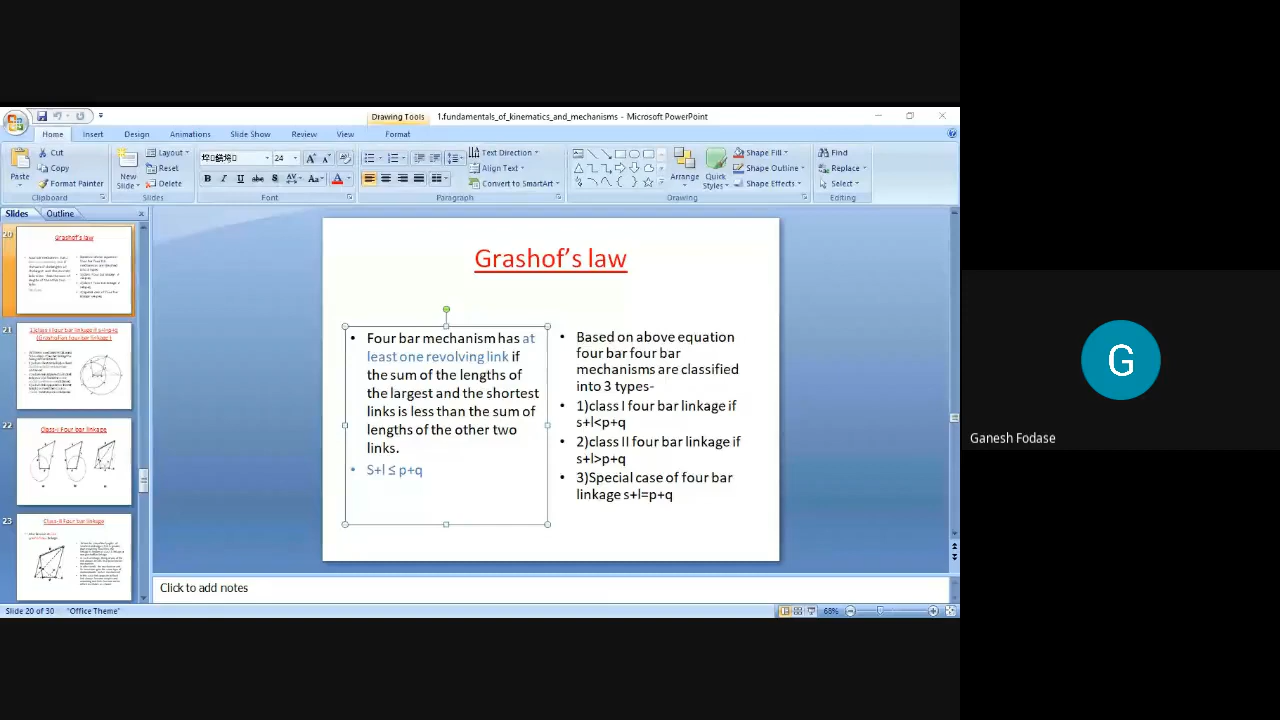 Drawing Tools
1.fundamentals_of_kinematics_and_mechanisms - Microsoft PowerPoint
Home Insert Design Animations Slide Show Review View Format
Paste
Cut
Copy
Format Painter
Clipboard
New Slide
Layout
Reset
Delete
Slides
24
B I U abc S AV Aa A
Font
Text Direction
Align Text
Convert to SmartArt
Paragraph
Arrange
Quick Styles
Shape Fill
Shape Outline
Shape Effects
Drawing
Find
Replace
Select
Editing
Slides Outline
20
Grashof's law
21
22
Class-I Four bar linkage
23
Class-II Four bar linkage
Grashof's law
• Four bar mechanism has at
least one revolving link if
the sum of the lengths of
the largest and the shortest
links is less than the sum of
lengths of the other two
links.
• S+l ≤ p+q
• Based on above equation
four bar four bar
mechanisms are classified
into 3 types-
• 1)class I four bar linkage if
s+l<p+q
• 2)class II four bar linkage if
s+l>p+q
• 3)Special case of four bar
linkage s+l=p+q
Click to add notes
Slide 20 of 30 "Office Theme" 68%
G
Ganesh Fodase